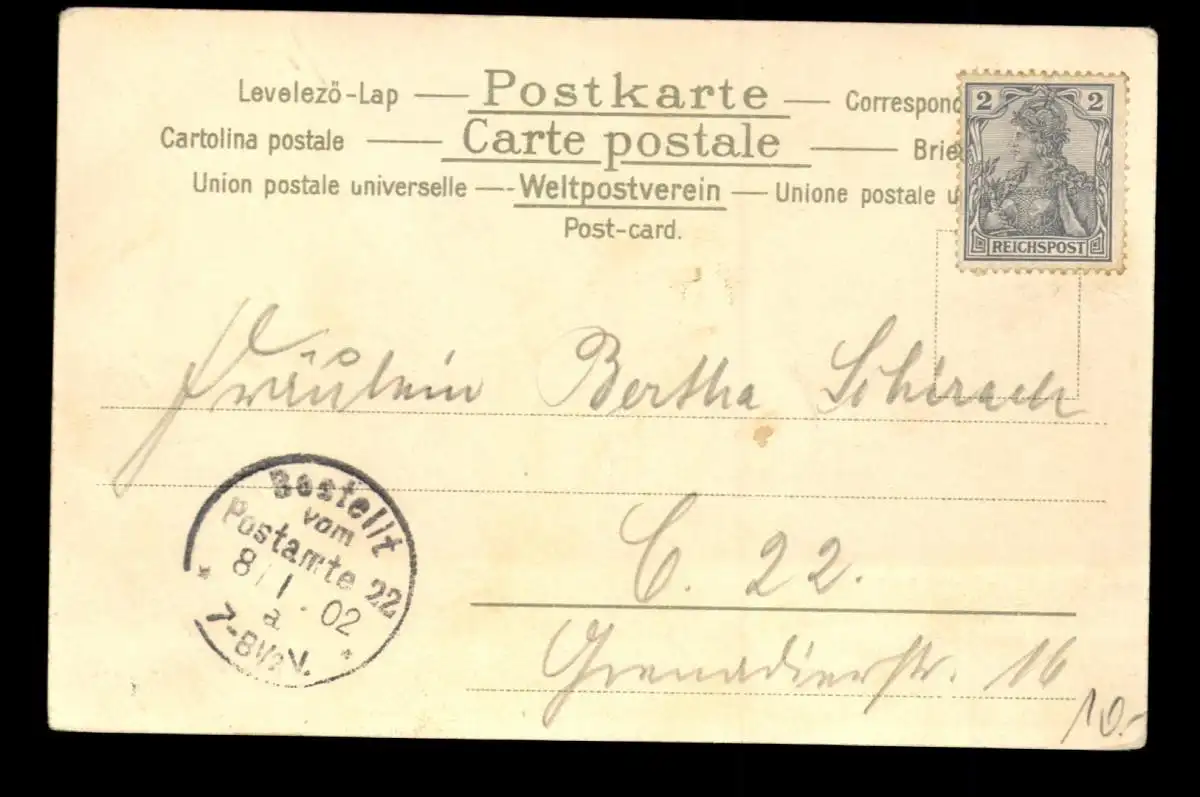 Levelezö-Lap — Postkarte — Correspond
Cartolina postale — Carte postale — Brie
Union postale universelle — Weltpostverein — Unione postale u
Post-card.
2 2
REICHSPOST
Fräulein Bertha Schirach
Bestellt
vom
Postamte 22
8/1 02
a
7-8½V.
C. 22.
Grenadierstr. 16
10.-